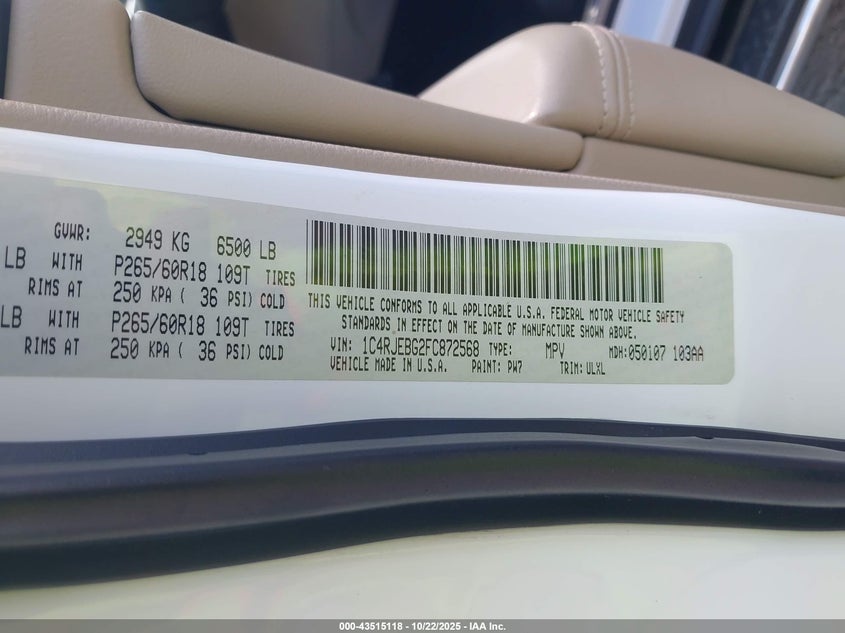 GVWR: 2949 KG 6500 LB
LB WITH P265/60R18 109T TIRES
RIMS AT 250 KPA ( 36 PSI) COLD
LB WITH P265/60R18 109T TIRES
RIMS AT 250 KPA ( 36 PSI) COLD
THIS VEHICLE CONFORMS TO ALL APPLICABLE U.S.A. FEDERAL MOTOR VEHICLE SAFETY
STANDARDS IN EFFECT ON THE DATE OF MANUFACTURE SHOWN ABOVE.
VIN: 1C4RJEBG2FC872568 TYPE: MPV MDH:050107 103AA
VEHICLE MADE IN U.S.A. PAINT: PW7 TRIM: ULXL
000-43515118 - 10/22/2025 - IAA Inc.